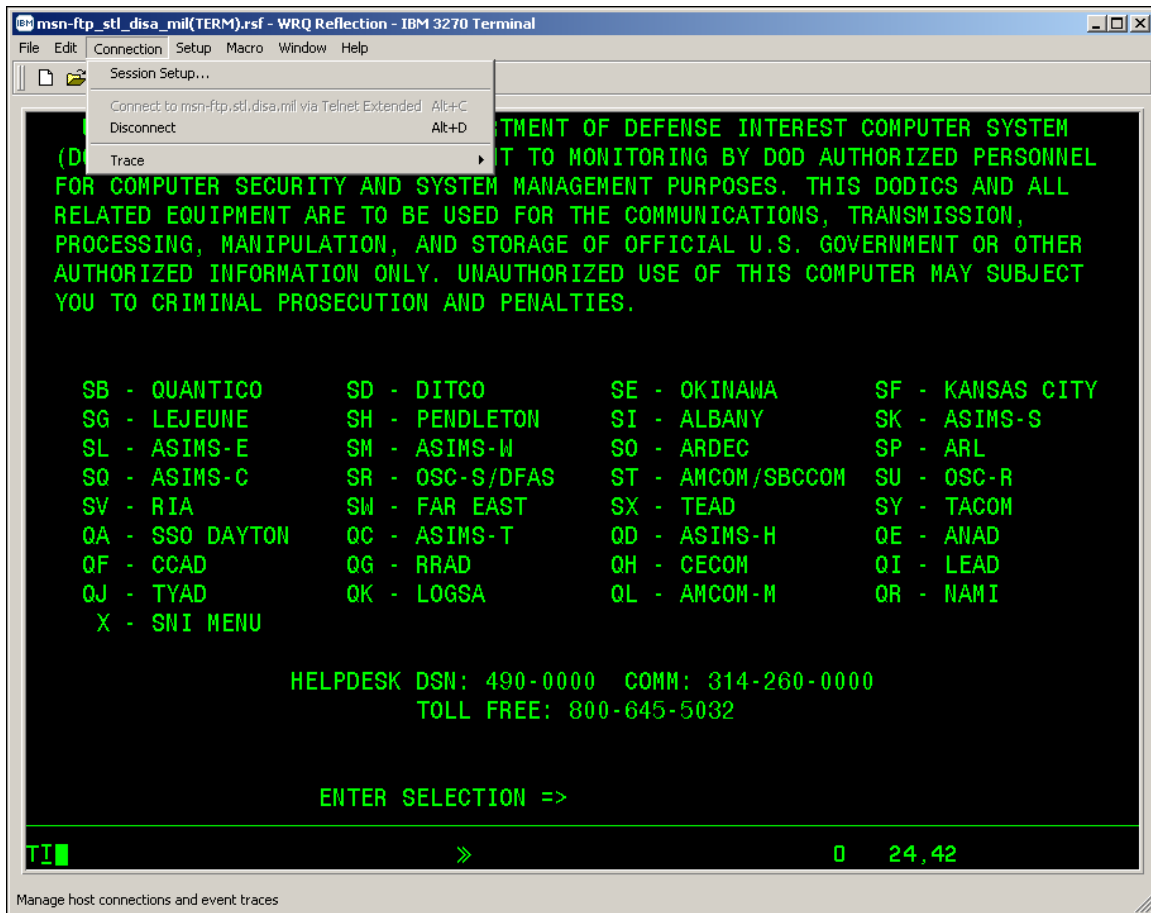 msn-ftp_stl_disa_mil(TERM).rsf - WRQ Reflection - IBM 3270 Terminal
File Edit Connection Setup Macro Window Help
Session Setup...
Connect to msn-ftp.stl.disa.mil via Telnet Extended Alt+C
Disconnect Alt+D
Trace
TMENT OF DEFENSE INTEREST COMPUTER SYSTEM
(DO T TO MONITORING BY DOD AUTHORIZED PERSONNEL
FOR COMPUTER SECURITY AND SYSTEM MANAGEMENT PURPOSES. THIS DODICS AND ALL
RELATED EQUIPMENT ARE TO BE USED FOR THE COMMUNICATIONS, TRANSMISSION,
PROCESSING, MANIPULATION, AND STORAGE OF OFFICIAL U.S. GOVERNMENT OR OTHER
AUTHORIZED INFORMATION ONLY. UNAUTHORIZED USE OF THIS COMPUTER MAY SUBJECT
YOU TO CRIMINAL PROSECUTION AND PENALTIES.
SB - QUANTICO SD - DITCO SE - OKINAWA SF - KANSAS CITY
SG - LEJEUNE SH - PENDLETON SI - ALBANY SK - ASIMS-S
SL - ASIMS-E SM - ASIMS-W SO - ARDEC SP - ARL
SQ - ASIMS-C SR - OSC-S/DFAS ST - AMCOM/SBCCOM SU - OSC-R
SV - RIA SW - FAR EAST SX - TEAD SY - TACOM
QA - SSO DAYTON QC - ASIMS-T QD - ASIMS-H QE - ANAD
QF - CCAD QG - RRAD QH - CECOM QI - LEAD
QJ - TYAD QK - LOGSA QL - AMCOM-M QR - NAMI
X - SNI MENU
HELPDESK DSN: 490-0000 COMM: 314-260-0000
TOLL FREE: 800-645-5032
ENTER SELECTION =>
TI » O 24,42
Manage host connections and event traces